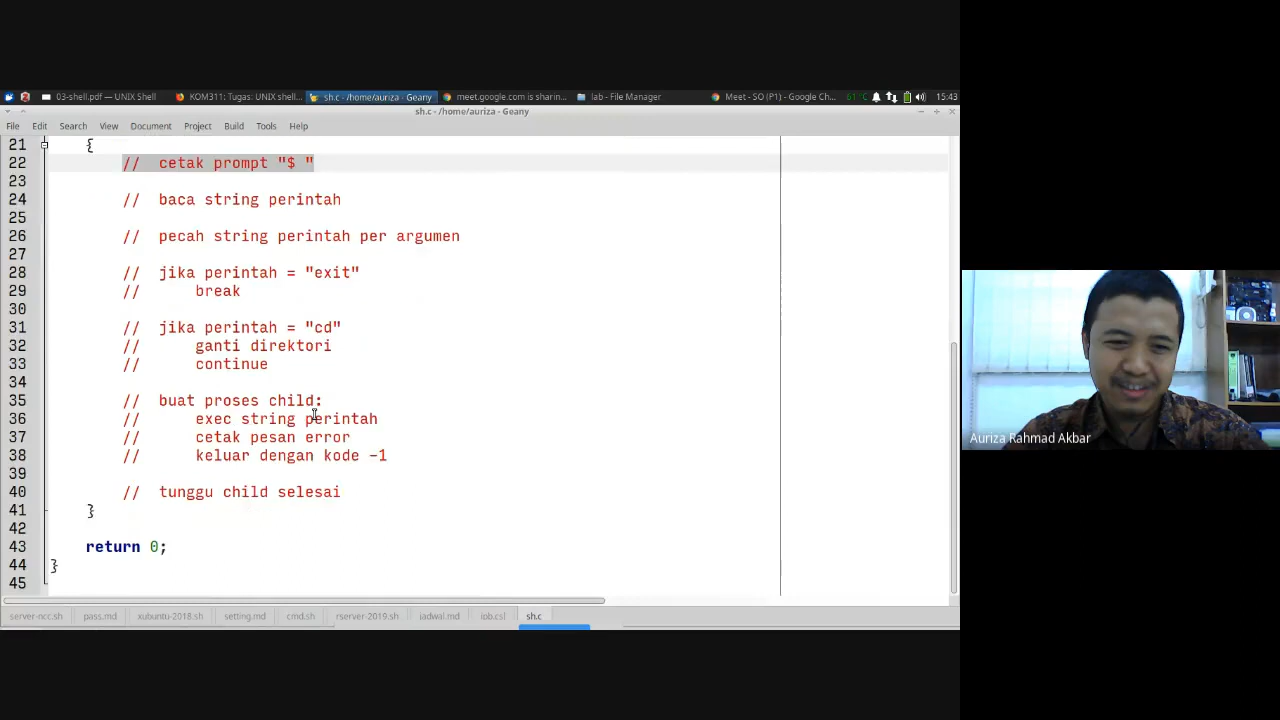 03-shell.pdf — UNIX Shell
KOM311: Tugas: UNIX shell...
sh.c - /home/auriza - Geany
meet.google.com is sharin...
lab - File Manager
Meet - SO (P1) - Google Ch...
61°C
15:43
sh.c - /home/auriza - Geany
File Edit Search View Document Project Build Tools Help
21 {
22 // cetak prompt "$ "
23
24 // baca string perintah
25
26 // pecah string perintah per argumen
27
28 // jika perintah = "exit"
29 // break
30
31 // jika perintah = "cd"
32 // ganti direktori
33 // continue
34
35 // buat proses child:
36 // exec string perintah
37 // cetak pesan error
38 // keluar dengan kode -1
39
40 // tunggu child selesai
41 }
42
43 return 0;
44 }
45
server-ncc.sh pass.md xubuntu-2018.sh setting.md cmd.sh rserver-2019.sh jadwal.md ipb.csl sh.c
Auriza Rahmad Akbar